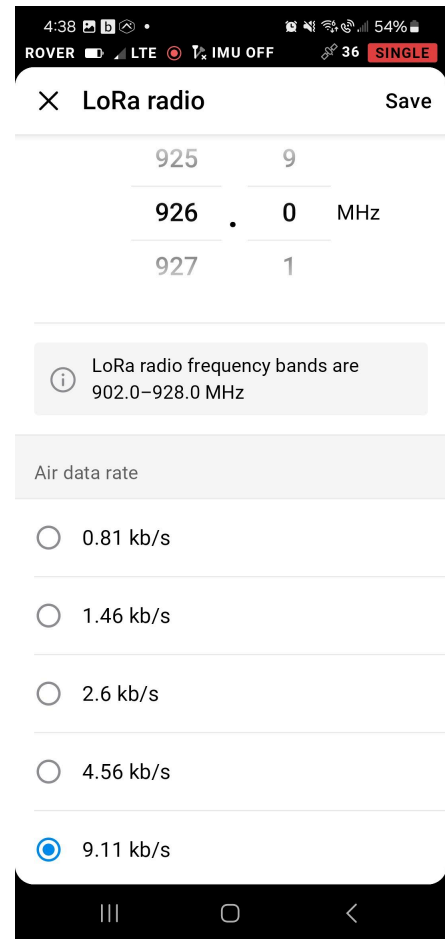 4:38 b • 54%
ROVER LTE IMU OFF 36 SINGLE
LoRa radio Save
925 9
926 . 0 MHz
927 1
LoRa radio frequency bands are
902.0–928.0 MHz
Air data rate
0.81 kb/s
1.46 kb/s
2.6 kb/s
4.56 kb/s
9.11 kb/s